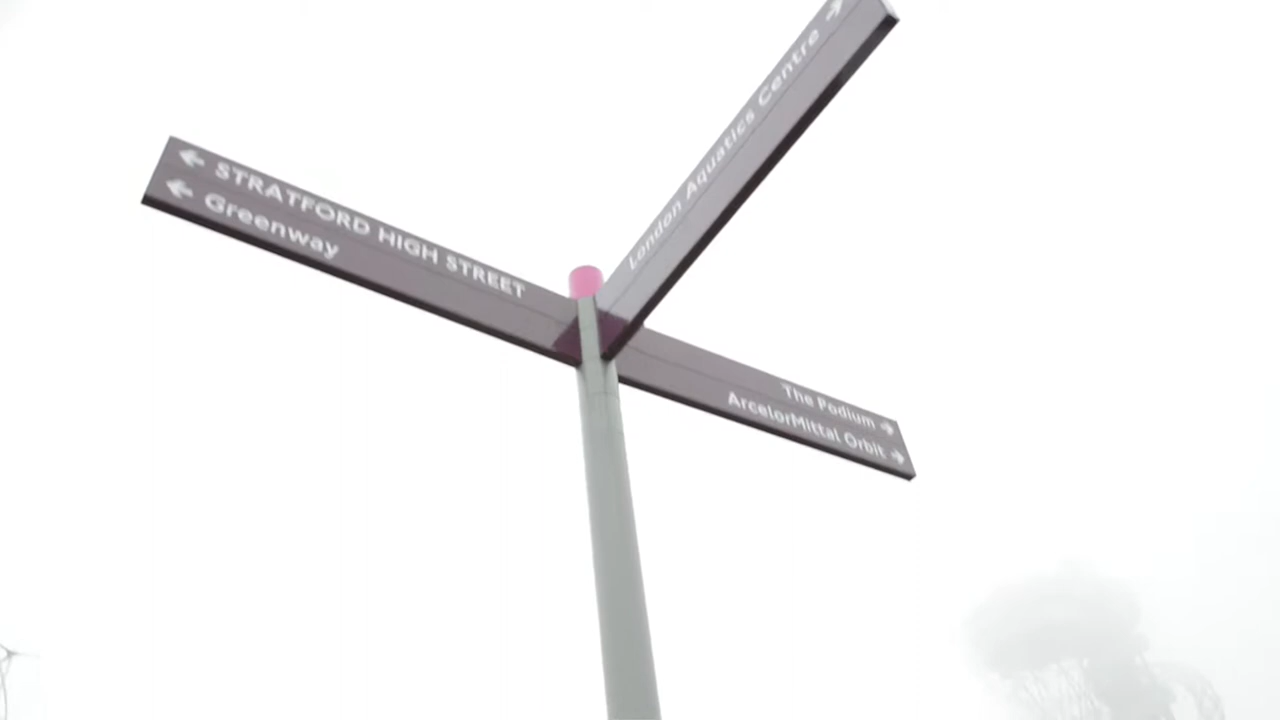 ← STRATFORD HIGH STREET
← Greenway
London Aquatics Centre →
The Podium →
ArcelorMittal Orbit →